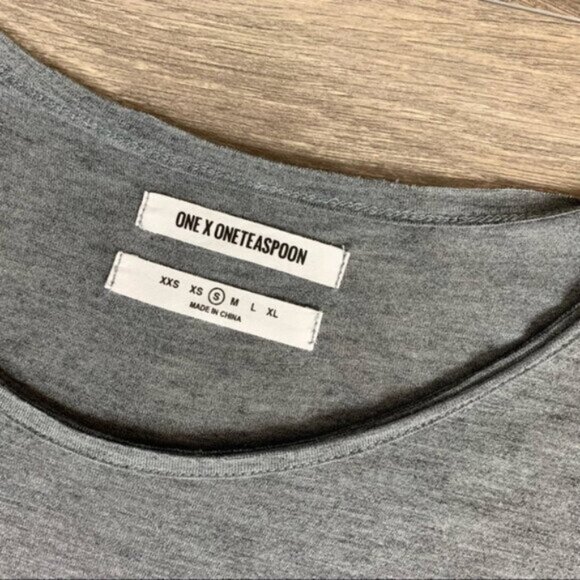 ONE X ONETEASPOON
XXS XS S M L XL
MADE IN CHINA